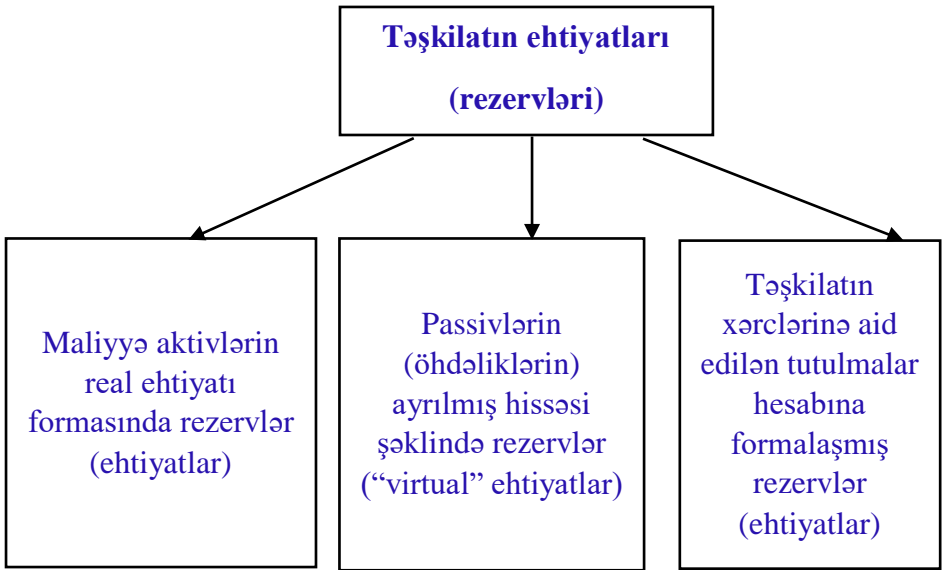 Təşkilatın ehtiyatları
(rezervləri)
Maliyyə aktivlərin
real ehtiyatı
formasında rezervlər
(ehtiyatlar)
Passivlərin
(öhdəliklərin)
ayrılmış hissəsi
şəklində rezervlər
(“virtual” ehtiyatlar)
Təşkilatın
xərclərinə aid
edilən tutulmalar
hesabına
formalaşmış
rezervlər
(ehtiyatlar)